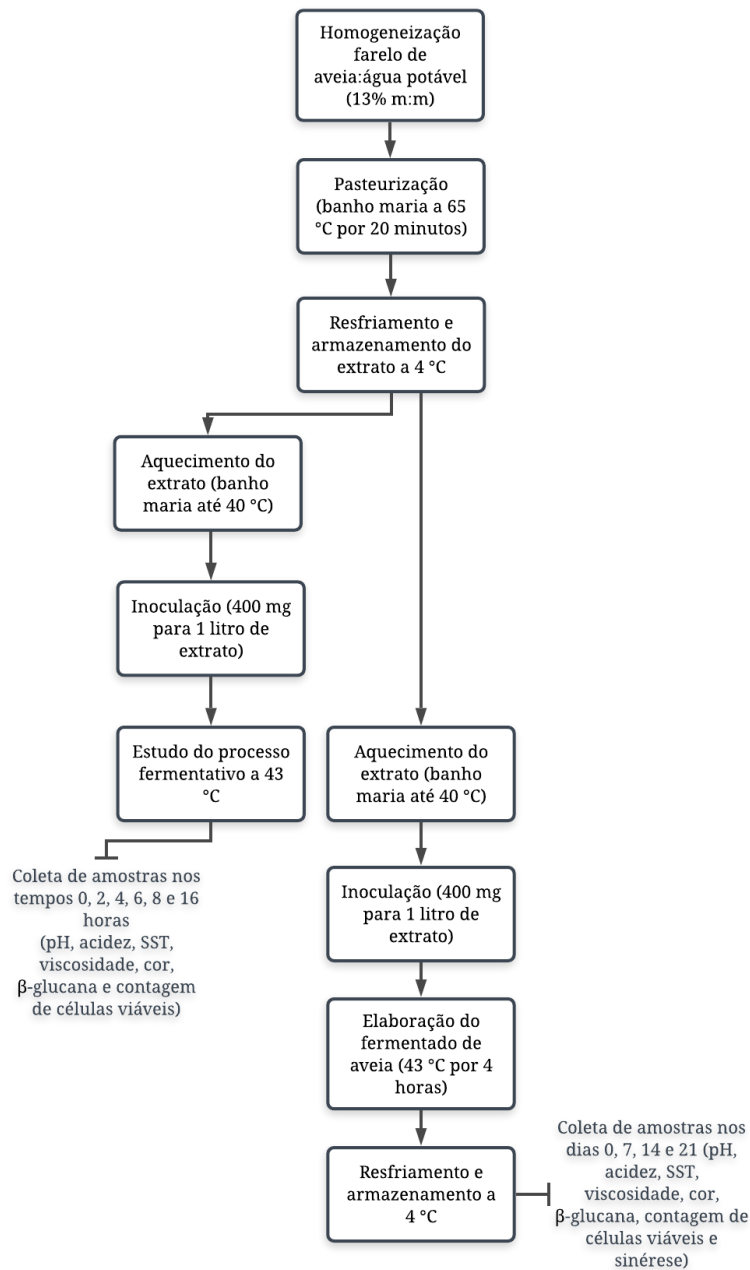 Homogeneização
farelo de
aveia:água potável
(13% m:m)
Pasteurização
(banho maria a 65
°C por 20 minutos)
Resfriamento e
armazenamento do
extrato a 4 °C
Aquecimento do
extrato (banho
maria até 40 °C)
Inoculação (400 mg
para 1 litro de
extrato)
Estudo do processo
fermentativo a 43
°C
Coleta de amostras nos
tempos 0, 2, 4, 6, 8 e 16
horas
(pH, acidez, SST,
viscosidade, cor,
β-glucana e contagem
de células viáveis)
Aquecimento do
extrato (banho
maria até 40 °C)
Inoculação (400 mg
para 1 litro de
extrato)
Elaboração do
fermentado de
aveia (43 °C por 4
horas)
Resfriamento e
armazenamento a
4 °C
Coleta de amostras nos
dias 0, 7, 14 e 21 (pH,
acidez, SST,
viscosidade, cor,
β-glucana, contagem de
células viáveis e
sinérese)